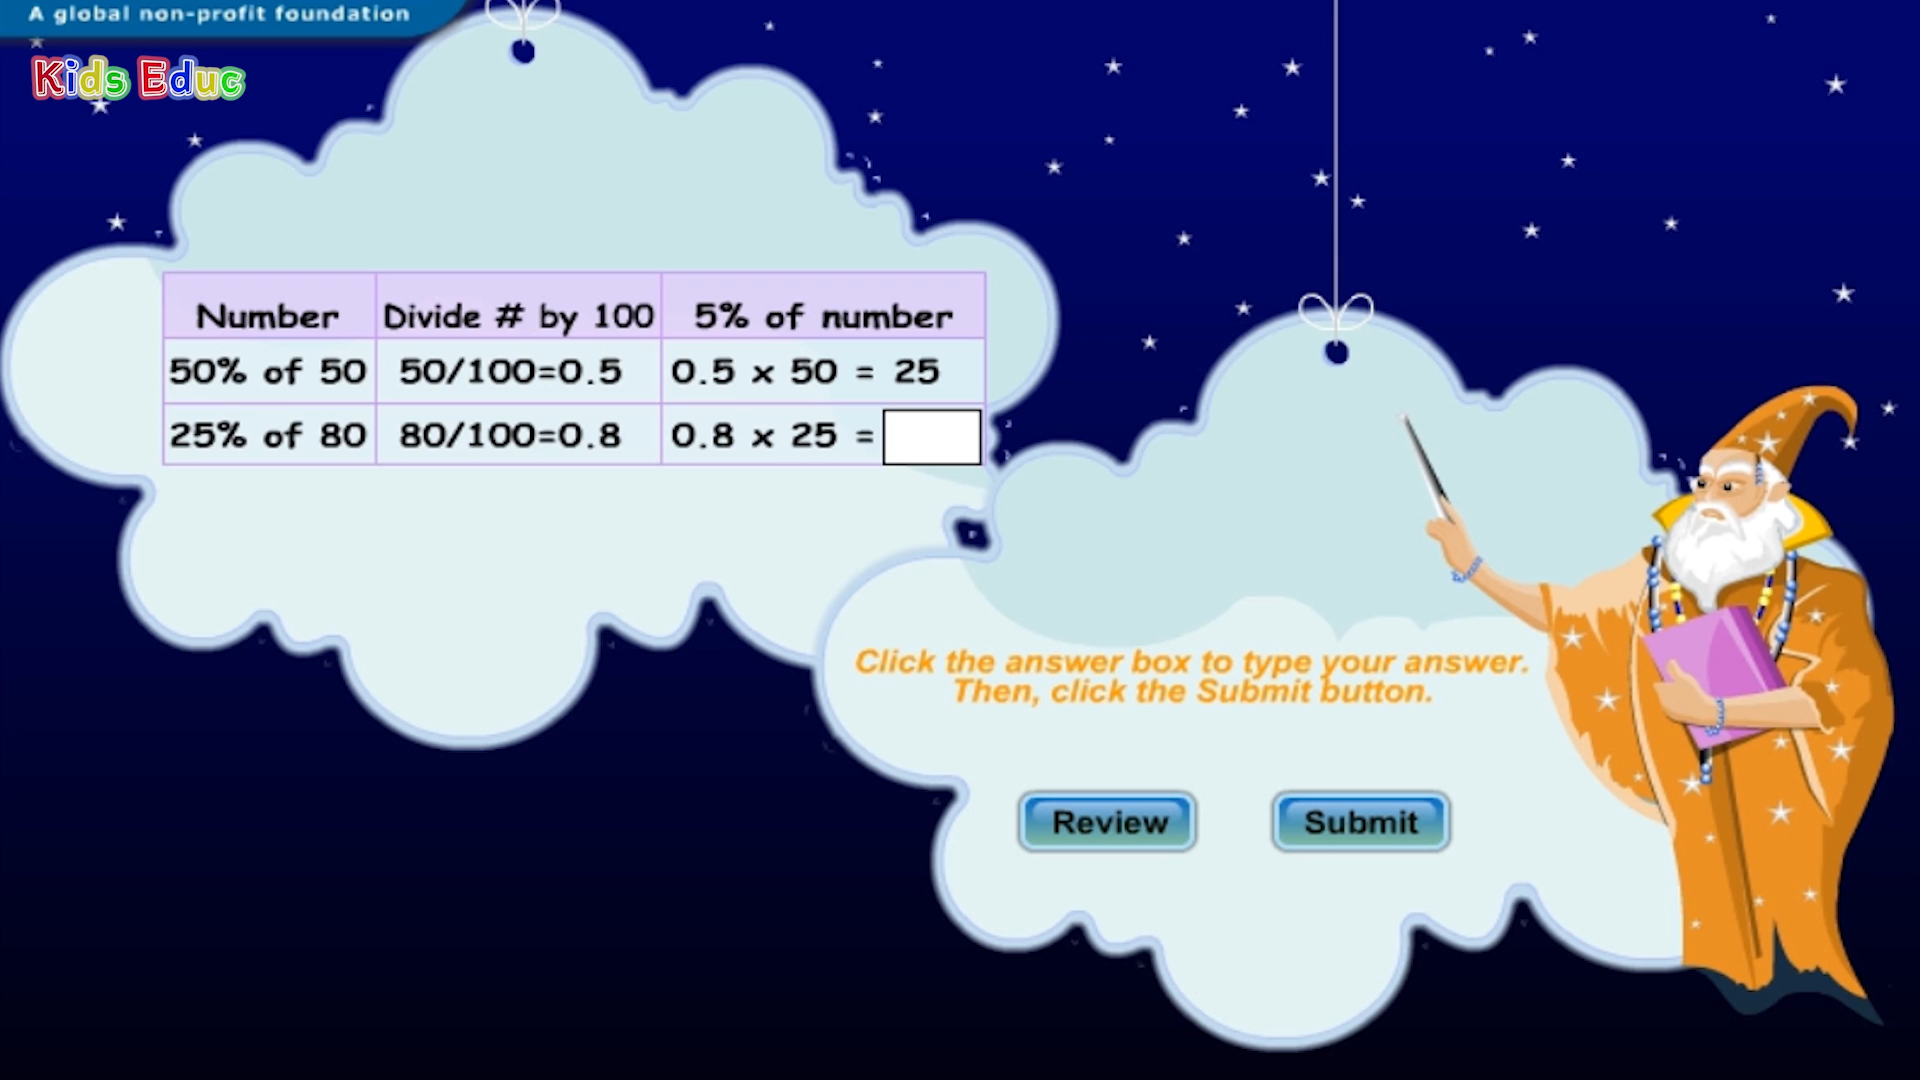 A global non-profit foundation
Kids Educ
Number Divide # by 100 5% of number
50% of 50 50/100=0.5 0.5 x 50 = 25
25% of 80 80/100=0.8 0.8 x 25 =
Click the answer box to type your answer.
Then, click the Submit button.
Review Submit